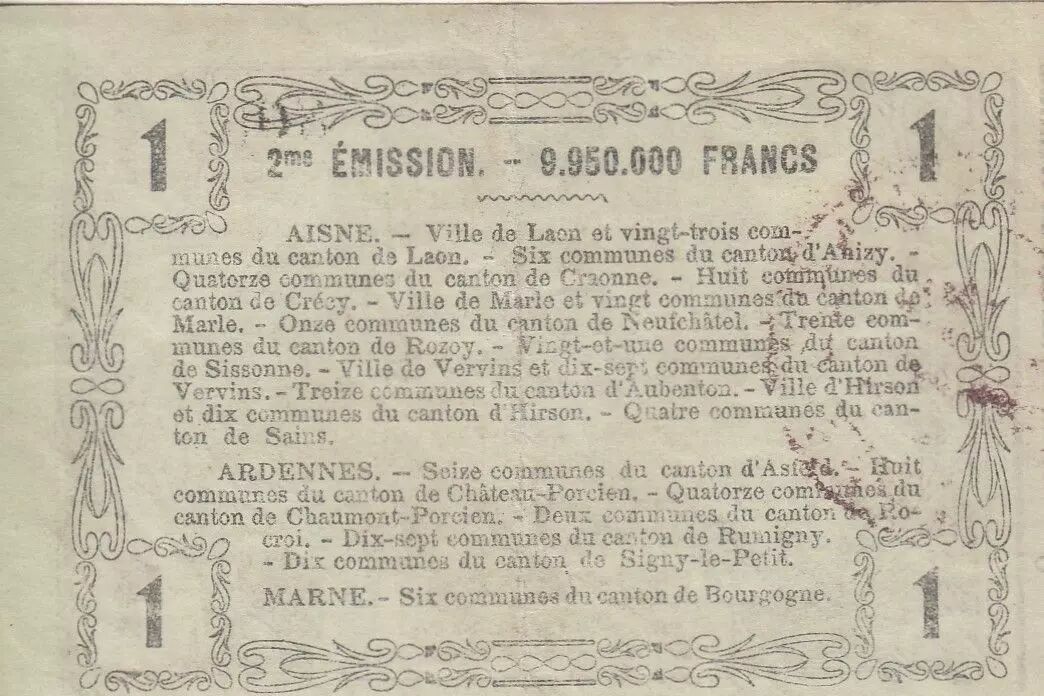 1
1
2me ÉMISSION. -- 9.950.000 FRANCS
AISNE. — Ville de Laon et vingt-trois com-
munes du canton de Laon. - Six communes du canton d'Anizy. -
Quatorze communes du canton de Craonne. - Huit communes du
canton de Crécy. - Ville de Marle et vingt communes du canton de
Marle. - Onze communes du canton de Neufchâtel. - Trente com-
munes du canton de Rozoy. - Vingt-et-une communes du canton
de Sissonne. - Ville de Vervins et dix-sept communes du canton de
Vervins. - Treize communes du canton d'Aubenton. - Ville d'Hirson
et dix communes du canton d'Hirson. - Quatre communes du can-
ton de Sains.
ARDENNES. — Seize communes du canton d'Asfeld. - Huit
communes du canton de Château-Porcien. - Quatorze communes du
canton de Chaumont-Porcien. - Deux communes du canton de Ro-
croi. - Dix-sept communes du canton de Rumigny.
- Dix communes du canton de Signy-le-Petit.
MARNE. - Six communes du canton de Bourgogne.
1
1